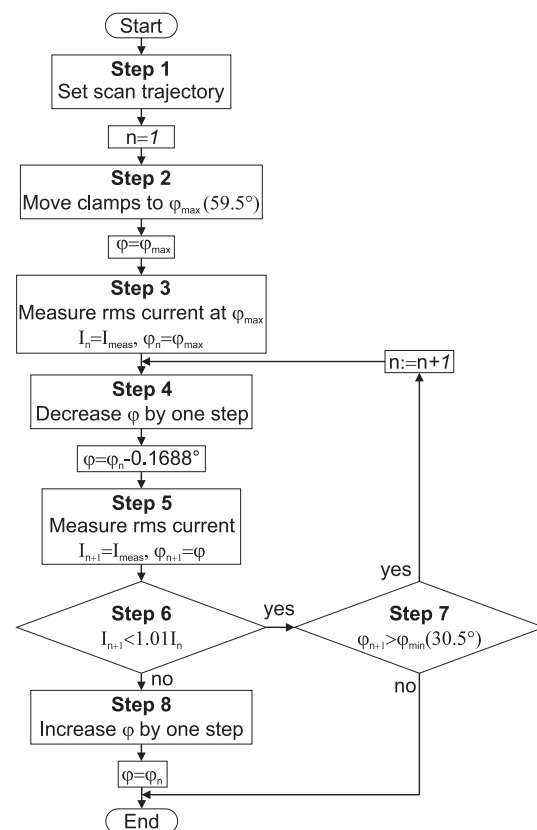 Start
Step 1
Set scan trajectory
n=1
Step 2
Move clamps to φmax (59.5°)
φ=φmax
Step 3
Measure rms current at φmax
In=Imeas, φn=φmax
n:=n+1
Step 4
Decrease φ by one step
φ=φn-0.1688°
Step 5
Measure rms current
In+1=Imeas, φn+1=φ
yes
Step 6
In+1<1.01In
yes
Step 7
φn+1>φmin(30.5°)
no
no
Step 8
Increase φ by one step
φ=φn
End